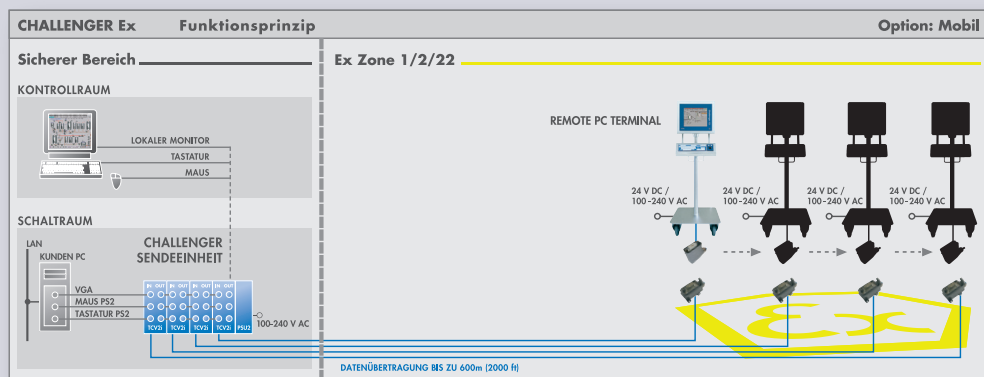 CHALLENGER Ex Funktionsprinzip Option: Mobil
Sicherer Bereich
Ex Zone 1/2/22
KONTROLLRAUM
LOKALER MONITOR
TASTATUR
MAUS
REMOTE PC TERMINAL
24 V DC /
100-240 V AC
24 V DC /
100-240 V AC
24 V DC /
100-240 V AC
24 V DC /
100-240 V AC
SCHALTRAUM
LAN
KUNDEN PC
CHALLENGER
SENDEEINHEIT
VGA
MAUS PS2
TASTATUR PS2
IN OUT IN OUT IN OUT IN OUT
TCV2i TCV2i TCV2i TCV2i PSU2
100-240 V AC
Ex
DATENÜBERTRAGUNG BIS ZU 600m (2000 ft)